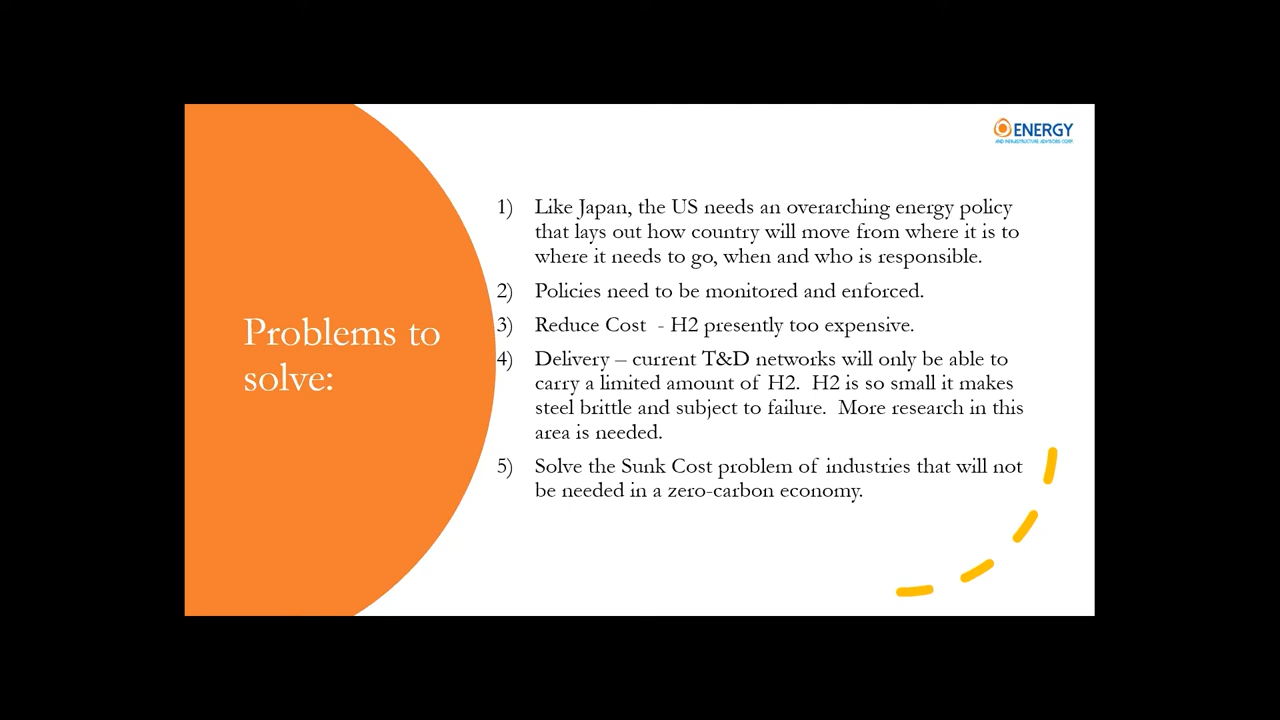 ENERGY
AND INFRASTRUCTURE ADVISORS CORP.
Problems to
solve:
1) Like Japan, the US needs an overarching energy policy
that lays out how country will move from where it is to
where it needs to go, when and who is responsible.
2) Policies need to be monitored and enforced.
3) Reduce Cost - H2 presently too expensive.
4) Delivery – current T&D networks will only be able to
carry a limited amount of H2. H2 is so small it makes
steel brittle and subject to failure. More research in this
area is needed.
5) Solve the Sunk Cost problem of industries that will not
be needed in a zero-carbon economy.